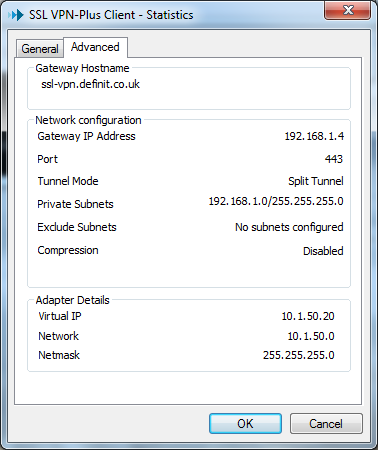 SSL VPN-Plus Client - Statistics
General Advanced
Gateway Hostname
ssl-vpn.definit.co.uk
Network configuration
Gateway IP Address 192.168.1.4
Port 443
Tunnel Mode Split Tunnel
Private Subnets 192.168.1.0/255.255.255.0
Exclude Subnets No subnets configured
Compression Disabled
Adapter Details
Virtual IP 10.1.50.20
Network 10.1.50.0
Netmask 255.255.255.0
OK Cancel